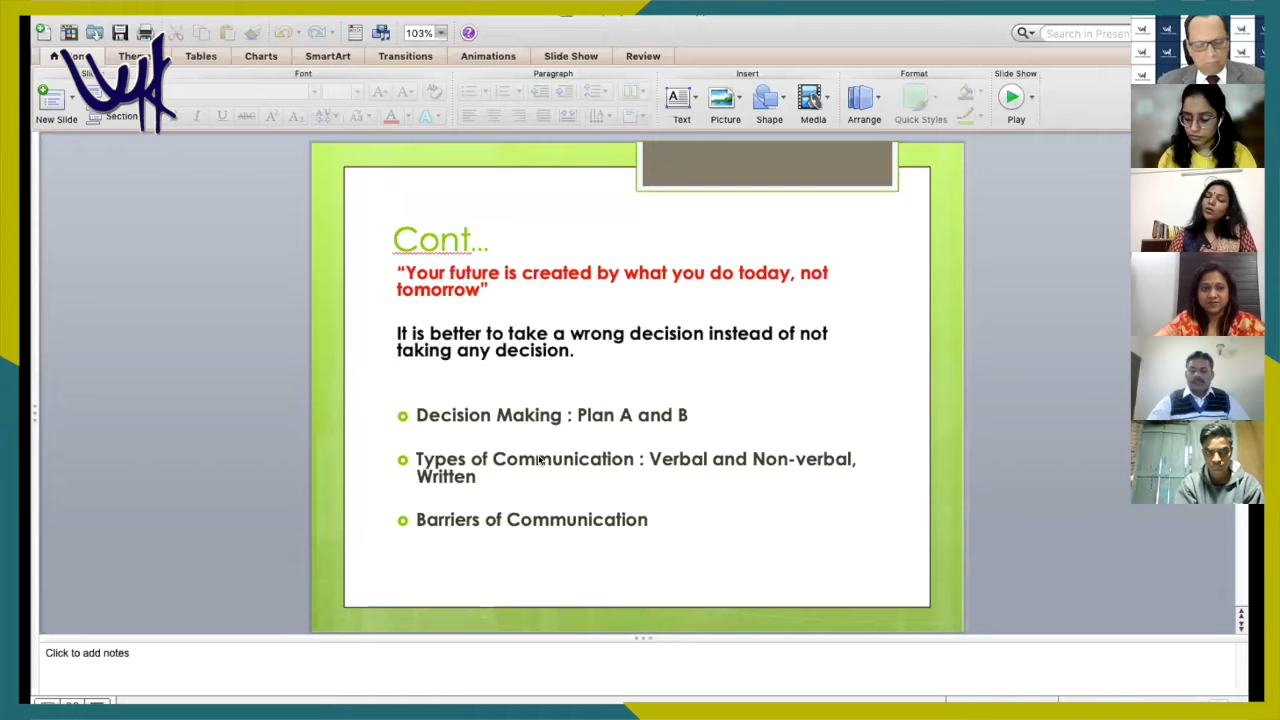 103%
Search in Presen
Tables
Charts
SmartArt
Transitions
Animations
Slide Show
Review
Font
Paragraph
Insert
Format
Slide Show
New Slide
Section
Text
Picture
Shape
Media
Arrange
Quick Styles
Play
Cont...
“Your future is created by what you do today, not
tomorrow”
It is better to take a wrong decision instead of not
taking any decision.
Decision Making : Plan A and B
Types of Communication : Verbal and Non-verbal,
Written
Barriers of Communication
Click to add notes